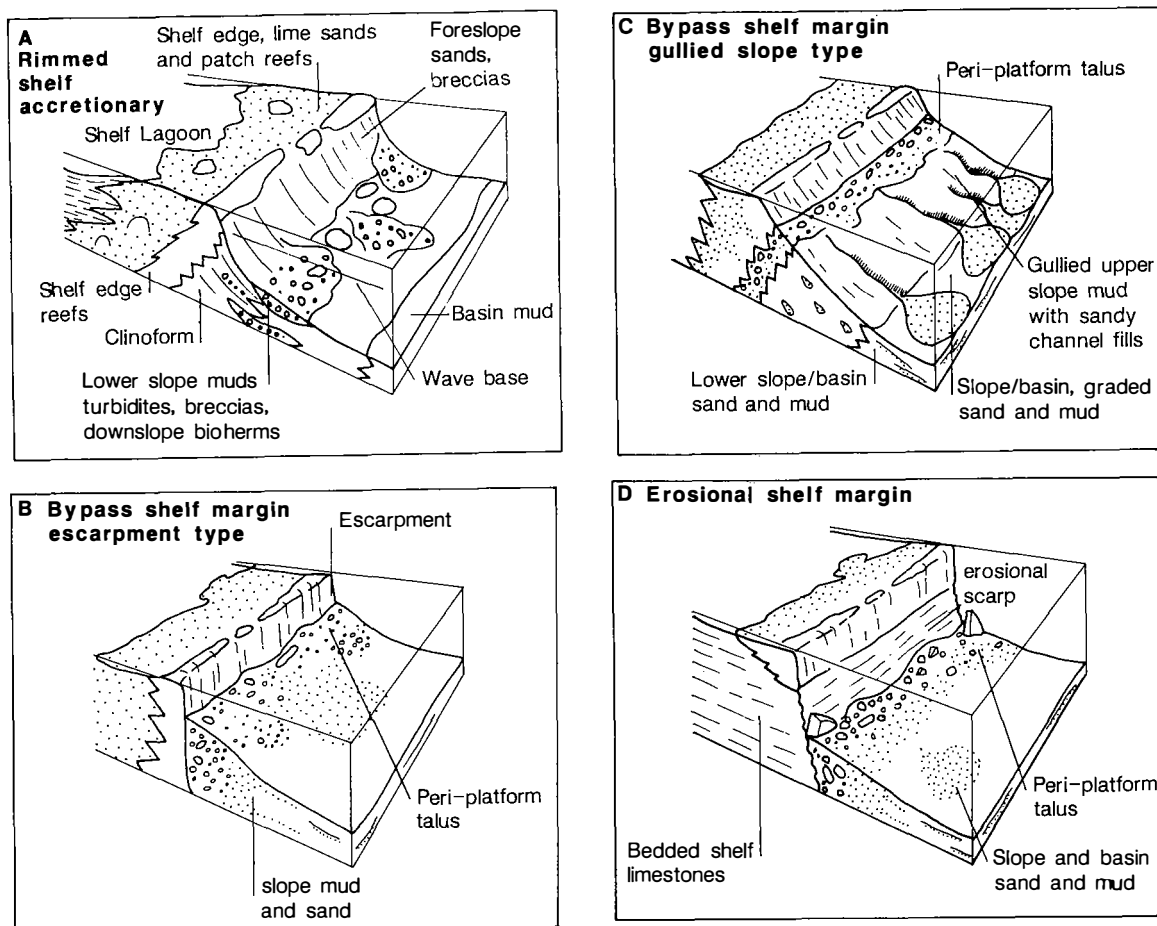 A
Rimmed
shelf
accretionary
Shelf edge, lime sands
and patch reefs
Foreslope
sands,
breccias
Shelf Lagoon
Shelf edge
reefs
Clinoform
Lower slope muds
turbidites, breccias,
downslope bioherms
Wave base
Basin mud
B Bypass shelf margin
escarpment type
Escarpment
Peri-platform
talus
slope mud
and sand
C Bypass shelf margin
gullied slope type
Peri-platform talus
Gullied upper
slope mud
with sandy
channel fills
Lower slope/basin
sand and mud
Slope/basin, graded
sand and mud
D Erosional shelf margin
erosional
scarp
Peri-platform
talus
Bedded shelf
limestones
Slope and basin
sand and mud